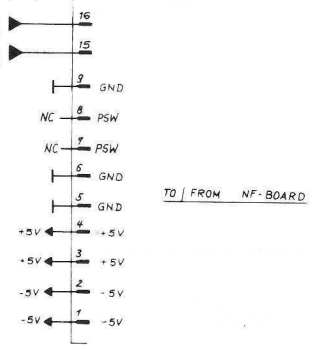 16
15
9 GND
NC 8 PSW
NC 7 PSW
6 GND
5 GND
TO / FROM NF-BOARD
+5V 4 +5V
+5V 3 +5V
-5V 2 -5V
-5V 1 -5V